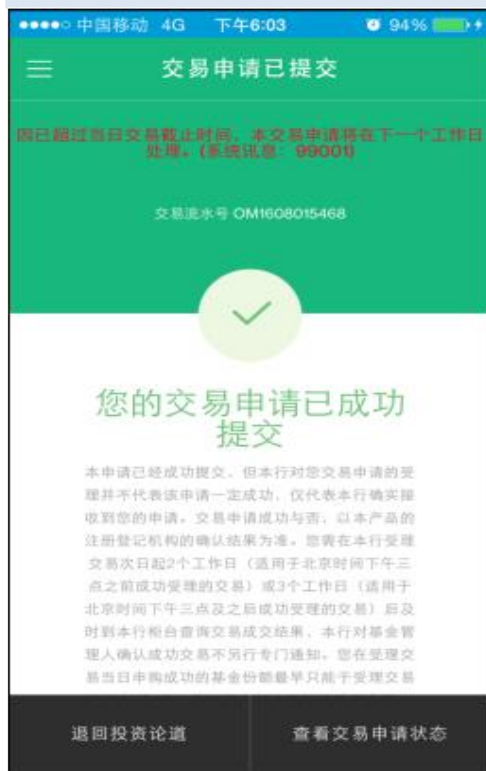 中国移动 4G 下午6:03 94%
交易申请已提交
因已超过当日交易截止时间，本交易申请将在下一个工作日
处理。(系统讯息：99001)
交易流水号 OM1608015468
您的交易申请已成功
提交
本申请已经成功提交，但本行对您交易申请的受
理并不代表该申请一定成功，仅代表本行确实接
收到您的申请。交易申请成功与否，以本产品的
注册登记机构的确认结果为准。您需在本行受理
交易次日起2个工作日（适用于北京时间下午三
点之前成功受理的交易）或3个工作日（适用于
北京时间下午三点及之后成功受理的交易）后及
时到本行柜台查询交易成交结果，本行对基金管
理人确认成功交易不另行专门通知。您在受理交
易当日申购成功的基金份额最早只能于受理交易
退回投资论道
查看交易申请状态